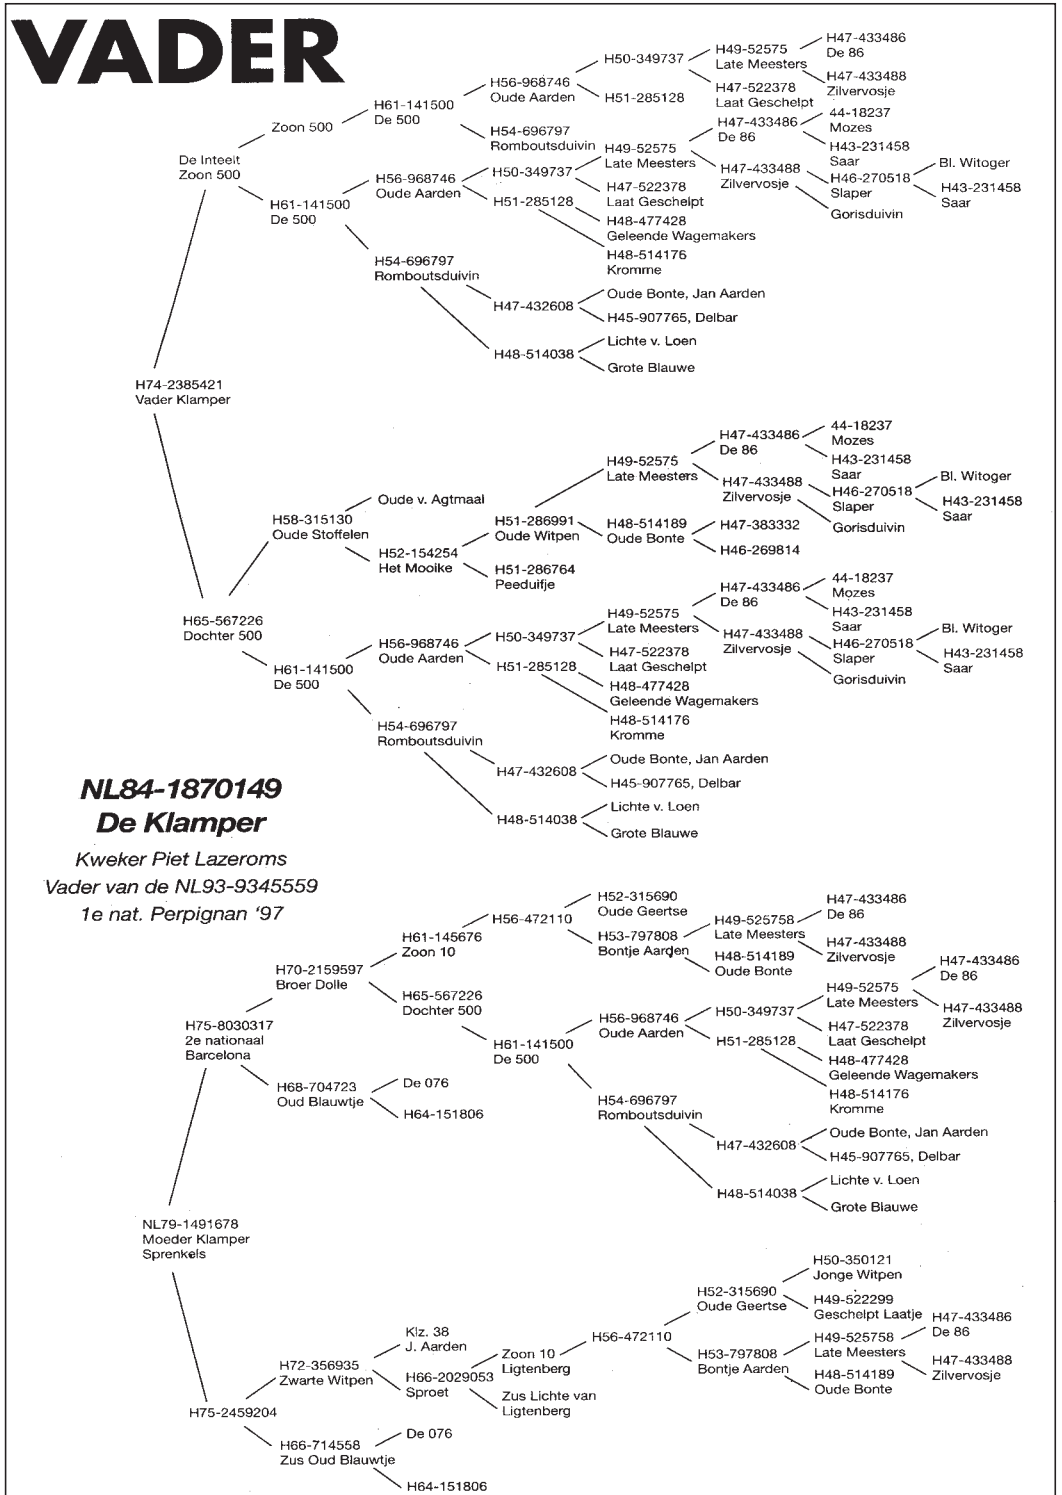 VADER
H47-433486
De 86
H49-52575
Late Meesters
H50-349737
H47-433488
Zilvervosje
H56-968746
Oude Aarden
H47-522378
Laat Geschelpt
H51-285128
H61-141500
De 500
44-18237
Mozes
Zoon 500
H47-433486
De 86
H54-696797
Romboutsduivin
H49-52575
Late Meesters
H43-231458
Saar
De Inteelt
Zoon 500
Bl. Witoger
H56-968746
Oude Aarden
H50-349737
H47-433488
Zilvervosje
H46-270518
Slaper
H47-522378
Laat Geschelpt
H43-231458
Saar
H61-141500
De 500
H51-285128
Gorisduivin
H48-477428
Geleende Wagemakers
H48-514176
Kromme
H54-696797
Romboutsduivin
Oude Bonte, Jan Aarden
H47-432608
H45-907765, Delbar
Lichte v. Loen
H48-514038
Grote Blauwe
H74-2385421
Vader Klamper
44-18237
Mozes
H47-433486
De 86
H43-231458
Saar
H49-52575
Late Meesters
Bl. Witoger
H47-433488
Zilvervosje
H46-270518
Slaper
Oude v. Agtmaal
H43-231458
Saar
H58-315130
Oude Stoffelen
H51-286991
Oude Witpen
H48-514189
Oude Bonte
H47-383332
Gorisduivin
H52-154254
Het Mooike
H46-269814
H51-286764
Peeduifje
44-18237
Mozes
H47-433486
De 86
H65-567226
Dochter 500
H49-52575
Late Meesters
H43-231458
Saar
Bl. Witoger
H56-968746
Oude Aarden
H50-349737
H47-433488
Zilvervosje
H46-270518
Slaper
H47-522378
Laat Geschelpt
H43-231458
Saar
H61-141500
De 500
H51-285128
Gorisduivin
H48-477428
Geleende Wagemakers
H48-514176
Kromme
H54-696797
Romboutsduivin
Oude Bonte, Jan Aarden
H47-432608
H45-907765, Delbar
Lichte v. Loen
H48-514038
Grote Blauwe
NL84-1870149
De Klamper
Kweker Piet Lazeroms
Vader van de NL93-9345559
1e nat. Perpignan '97
H52-315690
Oude Geertse
H47-433486
De 86
H56-472110
H49-525758
Late Meesters
H61-145676
Zoon 10
H53-797808
Bontje Aarden
H47-433488
Zilvervosje
H48-514189
Oude Bonte
H47-433486
De 86
H70-2159597
Broer Dolle
H49-52575
Late Meesters
H65-567226
Dochter 500
H56-968746
Oude Aarden
H50-349737
H47-433488
Zilvervosje
H75-8030317
2e nationaal
Barcelona
H47-522378
Laat Geschelpt
H61-141500
De 500
H51-285128
H48-477428
Geleende Wagemakers
H68-704723
Oud Blauwtje
De 076
H64-151806
H54-696797
Romboutsduivin
H48-514176
Kromme
Oude Bonte, Jan Aarden
H47-432608
H45-907765, Delbar
Lichte v. Loen
H48-514038
Grote Blauwe
NL79-1491678
Moeder Klamper
Sprenkels
H50-350121
Jonge Witpen
H52-315690
Oude Geertse
H49-522299
Geschelpt Laatje
H47-433486
De 86
Klz. 38
J. Aarden
H56-472110
H49-525758
Late Meesters
H72-356935
Zwarte Witpen
Zoon 10
Ligtenberg
H53-797808
Bontje Aarden
H47-433488
Zilvervosje
H66-2029053
Sproet
H48-514189
Oude Bonte
Zus Lichte van
Ligtenberg
H75-2459204
De 076
H66-714558
Zus Oud Blauwtje
H64-151806